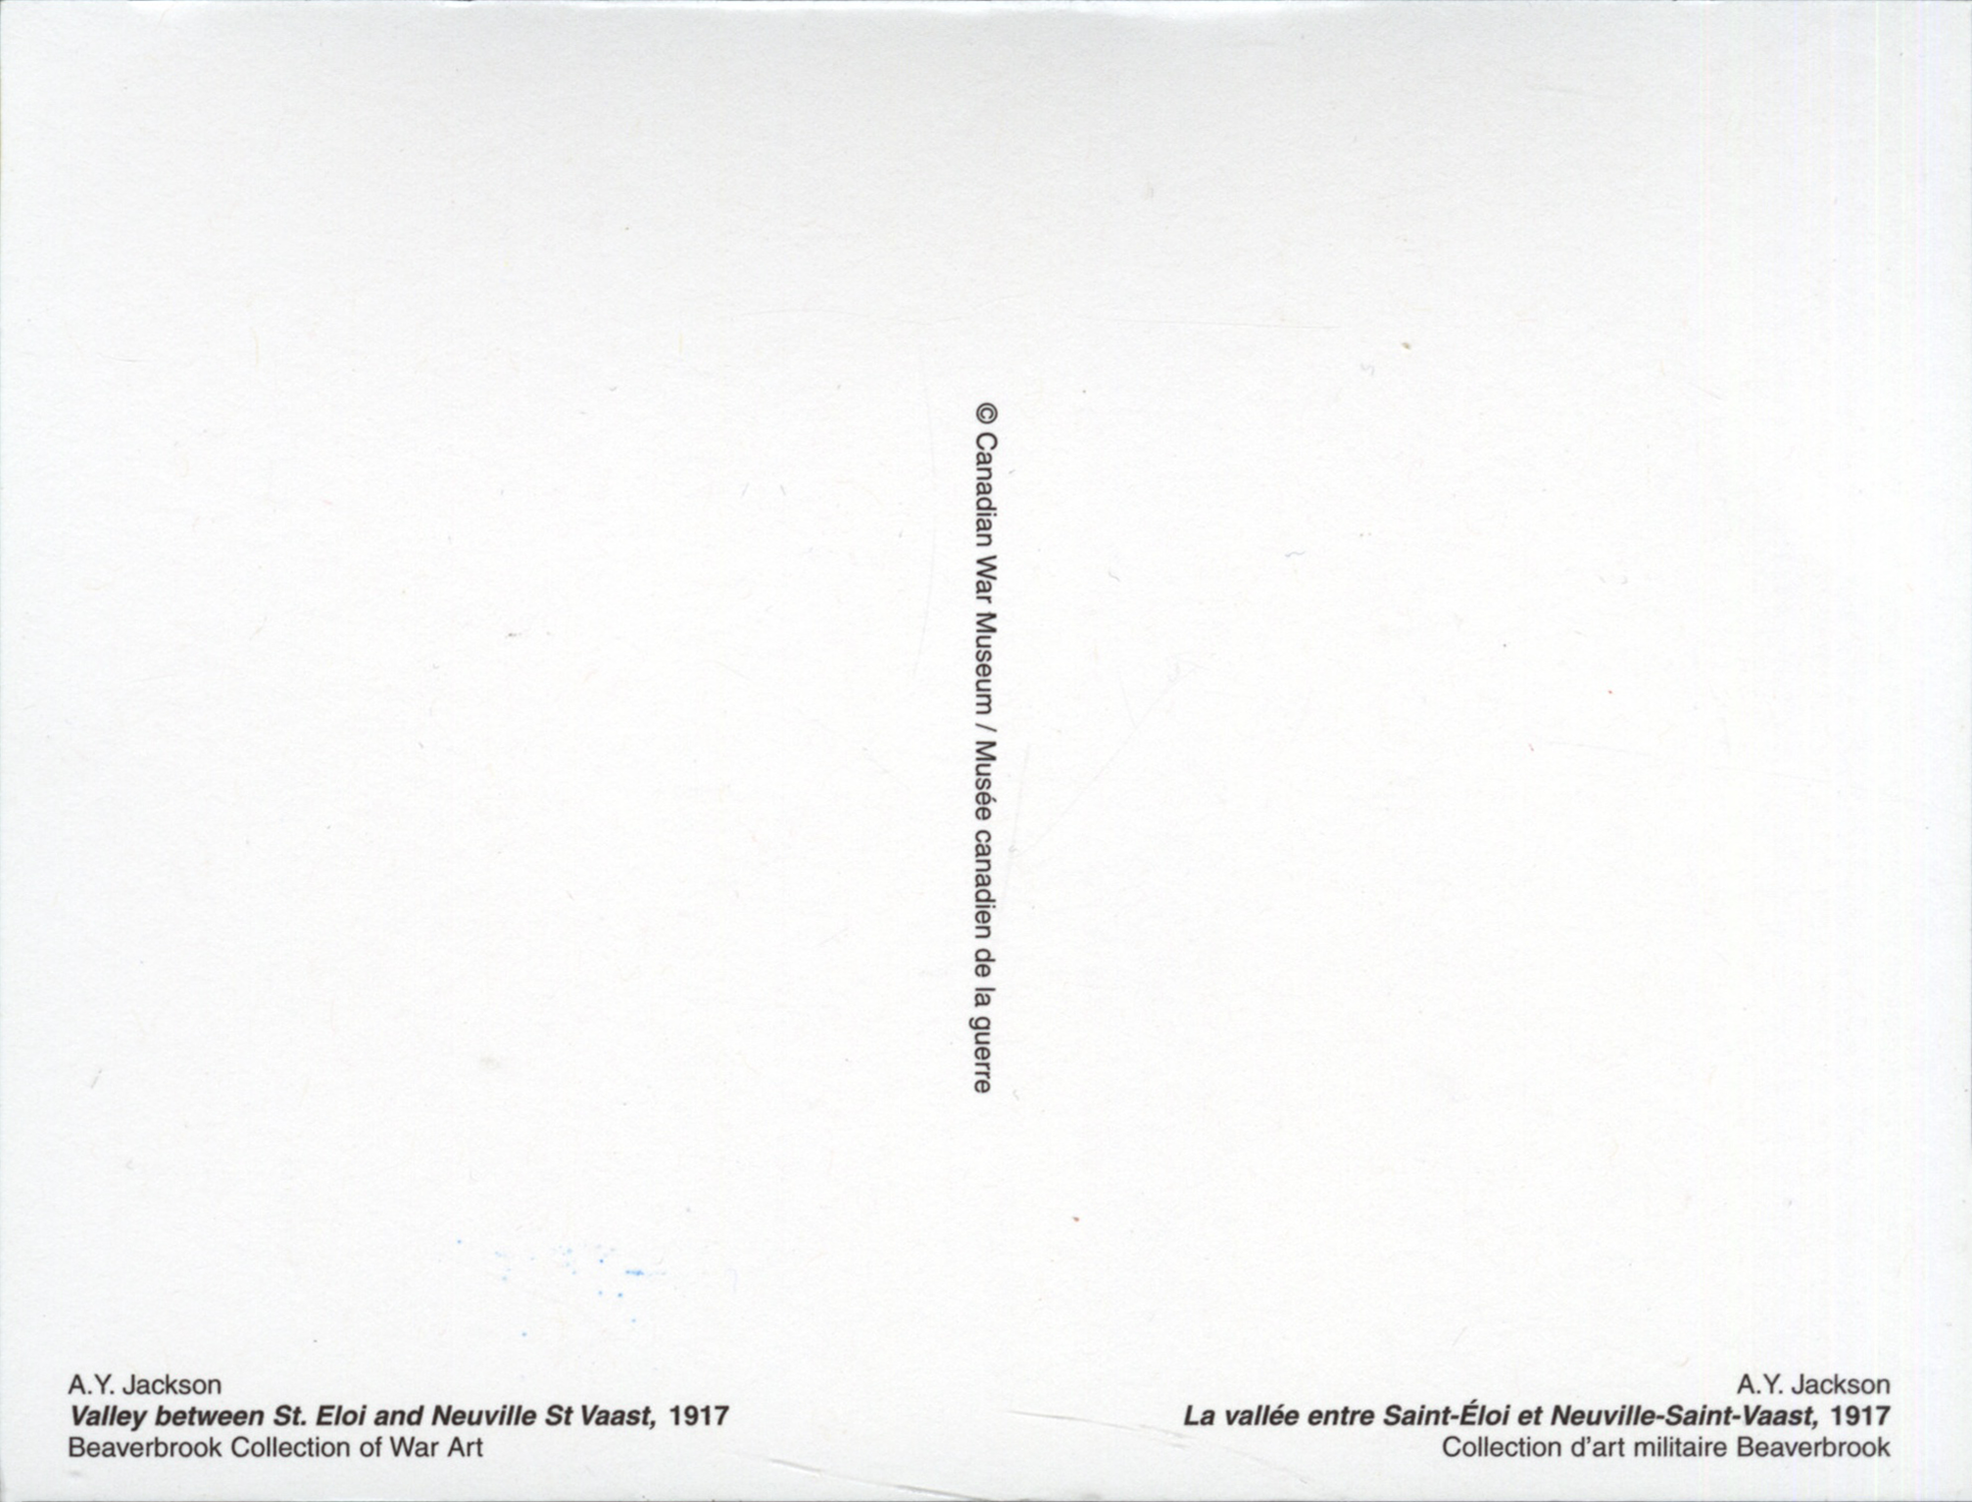 © Canadian War Museum / Musée canadien de la guerre
A.Y. Jackson
Valley between St. Eloi and Neuville St Vaast, 1917
Beaverbrook Collection of War Art
A.Y. Jackson
La vallée entre Saint-Éloi et Neuville-Saint-Vaast, 1917
Collection d'art militaire Beaverbrook